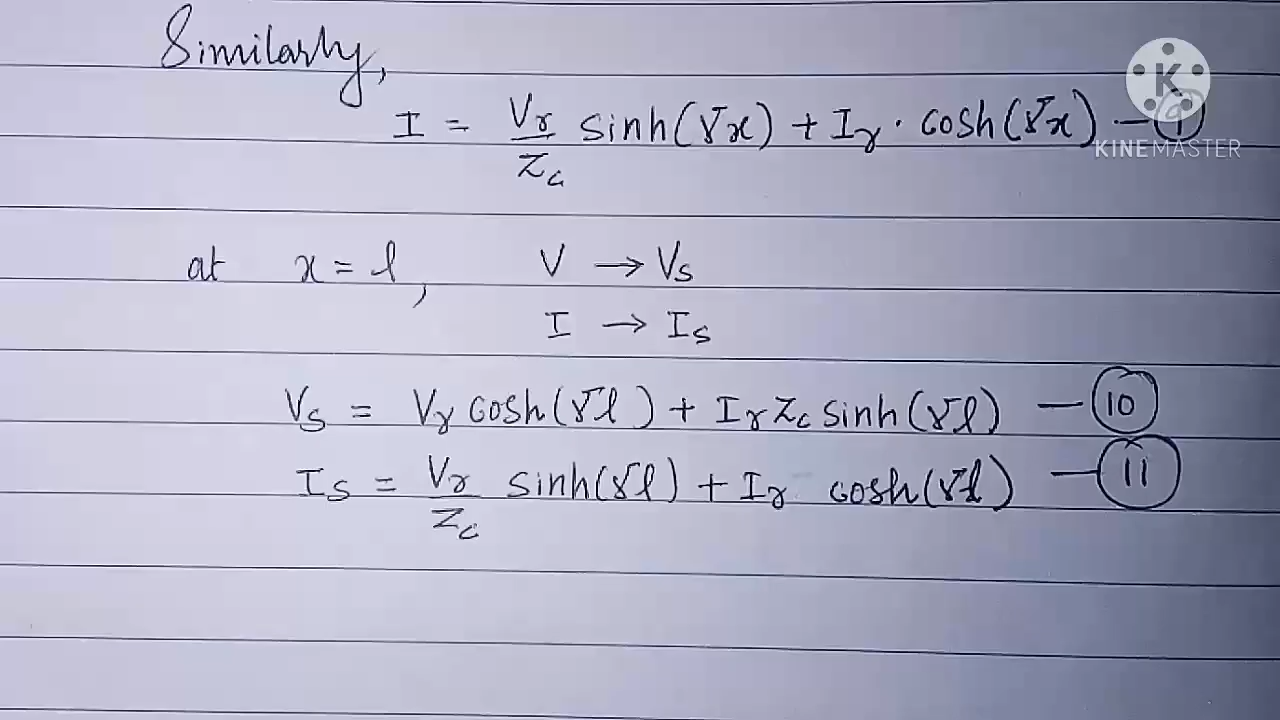 Similarly,
I = Vr/Zc sinh(γx) + Ir · cosh(γx) — 9
K
KINEMASTER
at x = l, V → Vs
I → Is
Vs = Vr cosh(γl) + Ir Zc sinh(γl) — 10
Is = Vr/Zc sinh(γl) + Ir cosh(γl) — 11